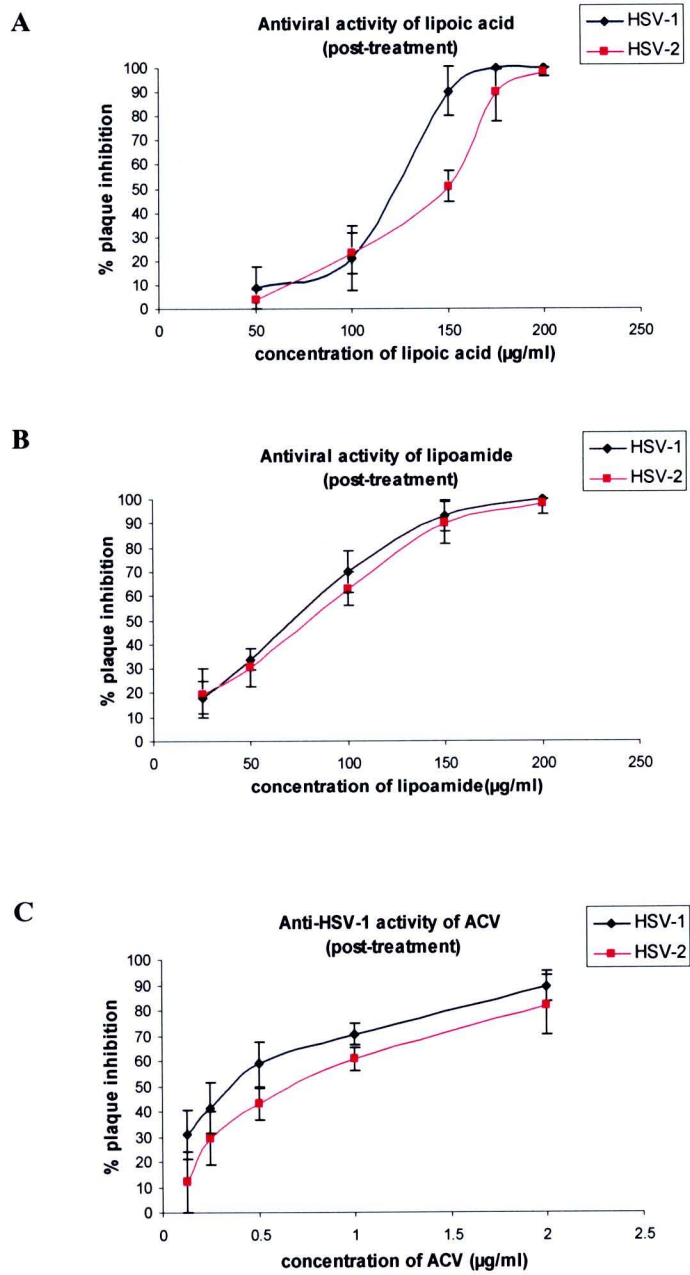 A
Antiviral activity of lipoic acid
(post-treatment)
HSV-1
HSV-2
% plaque inhibition
100
90
80
70
60
50
40
30
20
10
0
0 50 100 150 200 250
concentration of lipoic acid (µg/ml)
B
Antiviral activity of lipoamide
(post-treatment)
HSV-1
HSV-2
% plaque inhibition
100
90
80
70
60
50
40
30
20
10
0
0 50 100 150 200 250
concentration of lipoamide(µg/ml)
C
Anti-HSV-1 activity of ACV
(post-treatment)
HSV-1
HSV-2
% plaque inhibition
100
90
80
70
60
50
40
30
20
10
0
0 0.5 1 1.5 2 2.5
concentration of ACV (µg/ml)